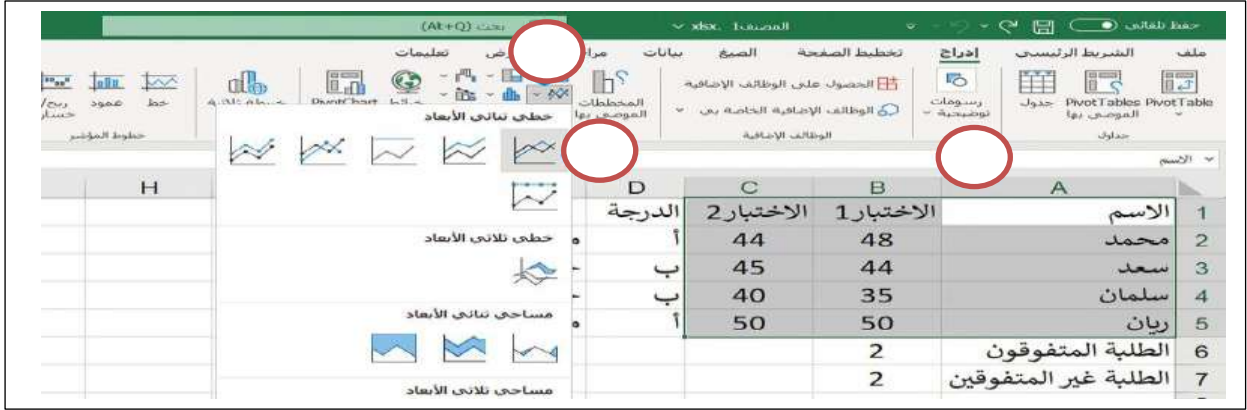 حفظ تلقائي
المصنف1.xlsx
بحث (Alt+Q)
ملف الشريط الرئيسي إدراج تخطيط الصفحة الصيغ بيانات تعليمات
PivotTable PivotTables الموصى بها جدول
جداول
رسومات توضيحية
الحصول على الوظائف الإضافية
الوظائف الإضافية الخاصة بي
الوظائف الإضافية
المخططات الموصى بها
خرائط PivotChart
خط عمود ربح/
خطوط المؤشر
الاسم
خطي ثنائي الأبعاد
خطي ثلاثي الأبعاد
مساحي ثنائي الأبعاد
مساحي ثلاثي الأبعاد
A B C D H
1 الاسم الاختبار1 الاختبار2 الدرجة
2 محمد 48 44 أ
3 سعد 44 45 ب
4 سلمان 35 40 ب
5 ريان 50 50 أ
6 الطلبة المتفوقون 2
7 الطلبة غير المتفوقين 2